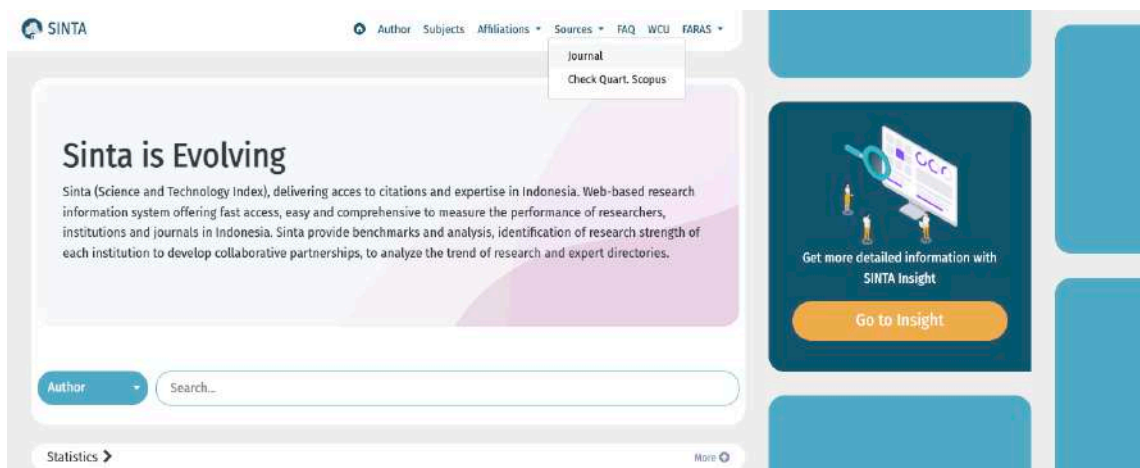 SINTA
Author Subjects Affiliations Sources FAQ WCU FARAS
Journal
Check Quart. Scopus
Sinta is Evolving
Sinta (Science and Technology Index), delivering acces to citations and expertise in Indonesia. Web-based research
information system offering fast access, easy and comprehensive to measure the performance of researchers,
institutions and journals in Indonesia. Sinta provide benchmarks and analysis, identification of research strength of
each institution to develop collaborative partnerships, to analyze the trend of research and expert directories.
Get more detailed information with
SINTA Insight
Go to Insight
Author
Search...
Statistics
More